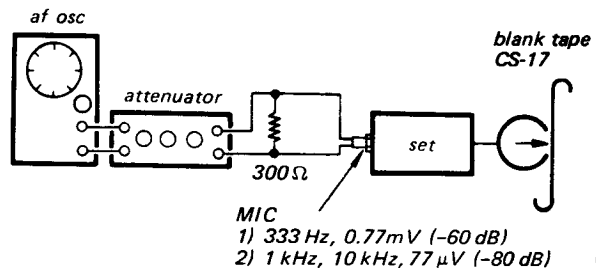 af osc
attenuator
300Ω
set
blank tape
CS-17
MIC
1) 333 Hz, 0.77mV (-60 dB)
2) 1 kHz, 10 kHz, 77 μV (-80 dB)